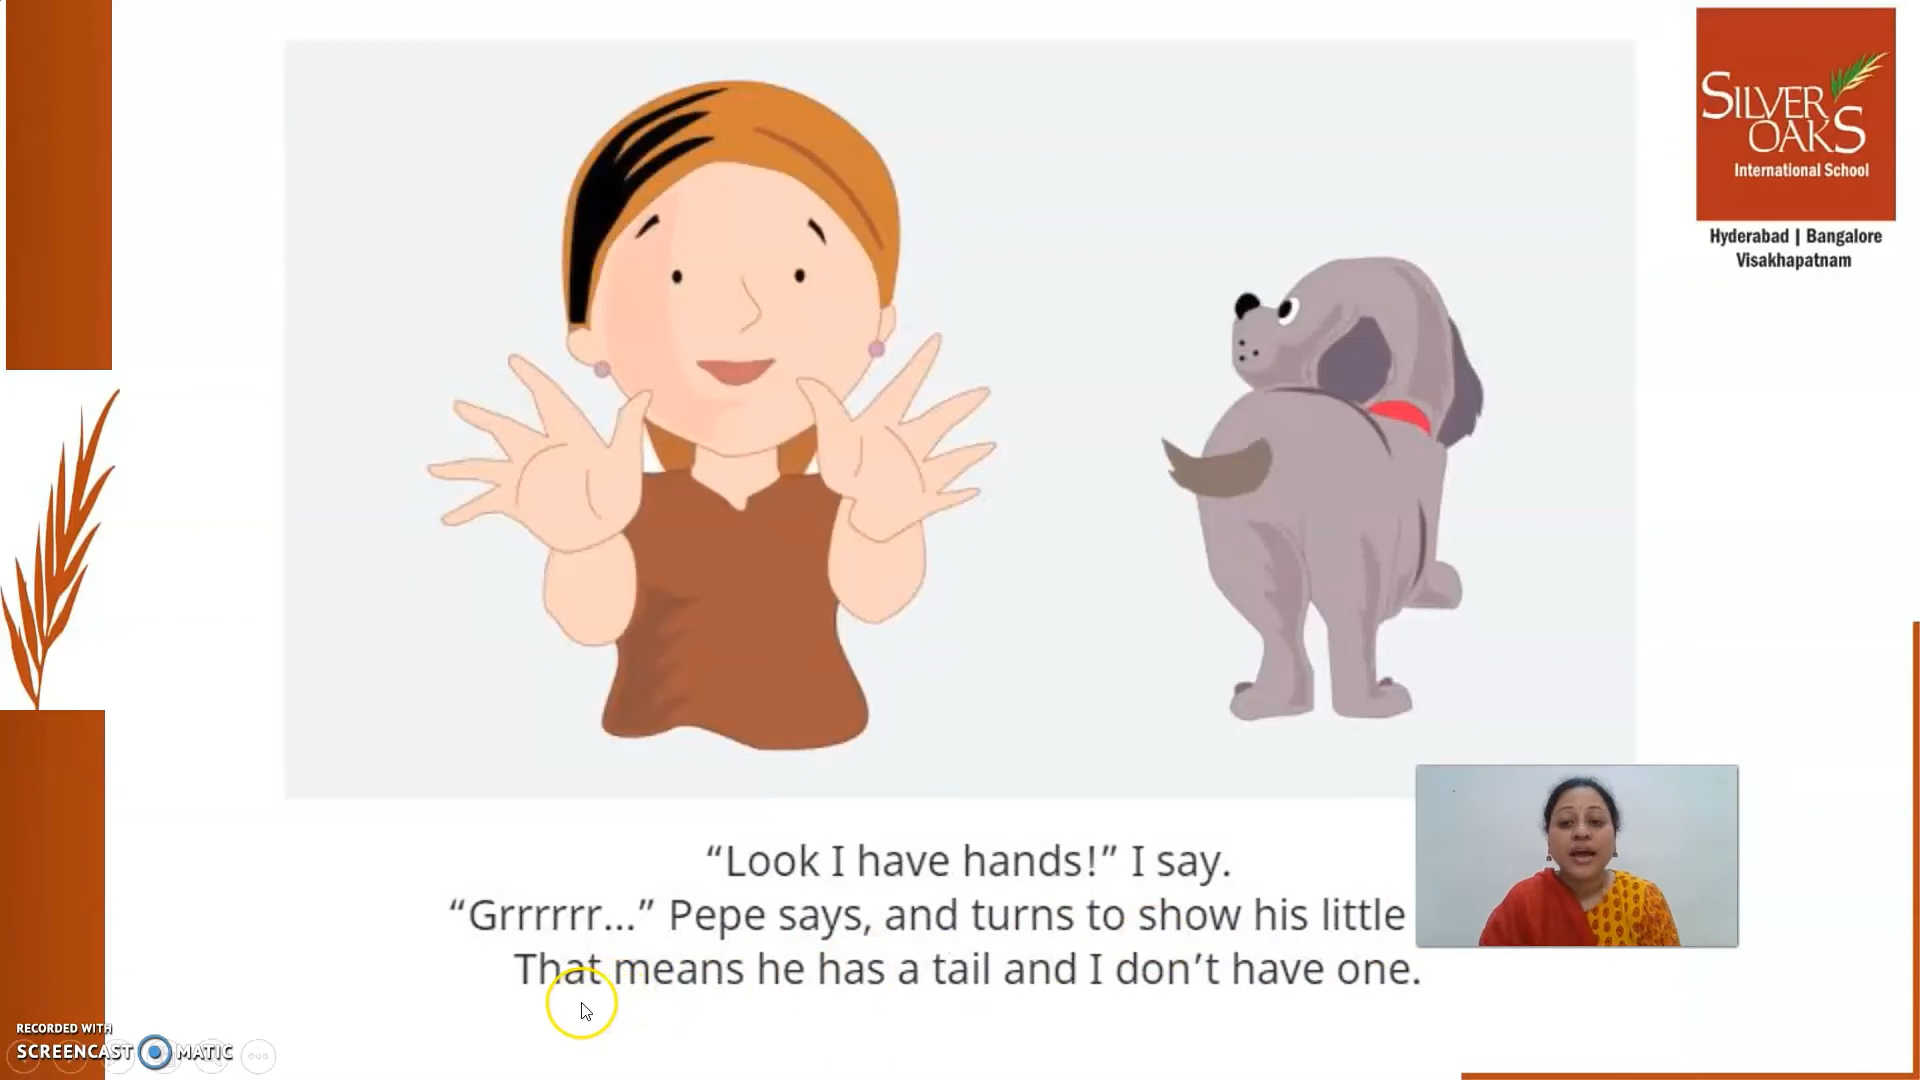 SILVER
OAKS
International School
Hyderabad | Bangalore
Visakhapatnam
“Look I have hands!” I say.
“Grrrrrr...” Pepe says, and turns to show his little
That means he has a tail and I don’t have one.
RECORDED WITH
SCREENCAST MATIC